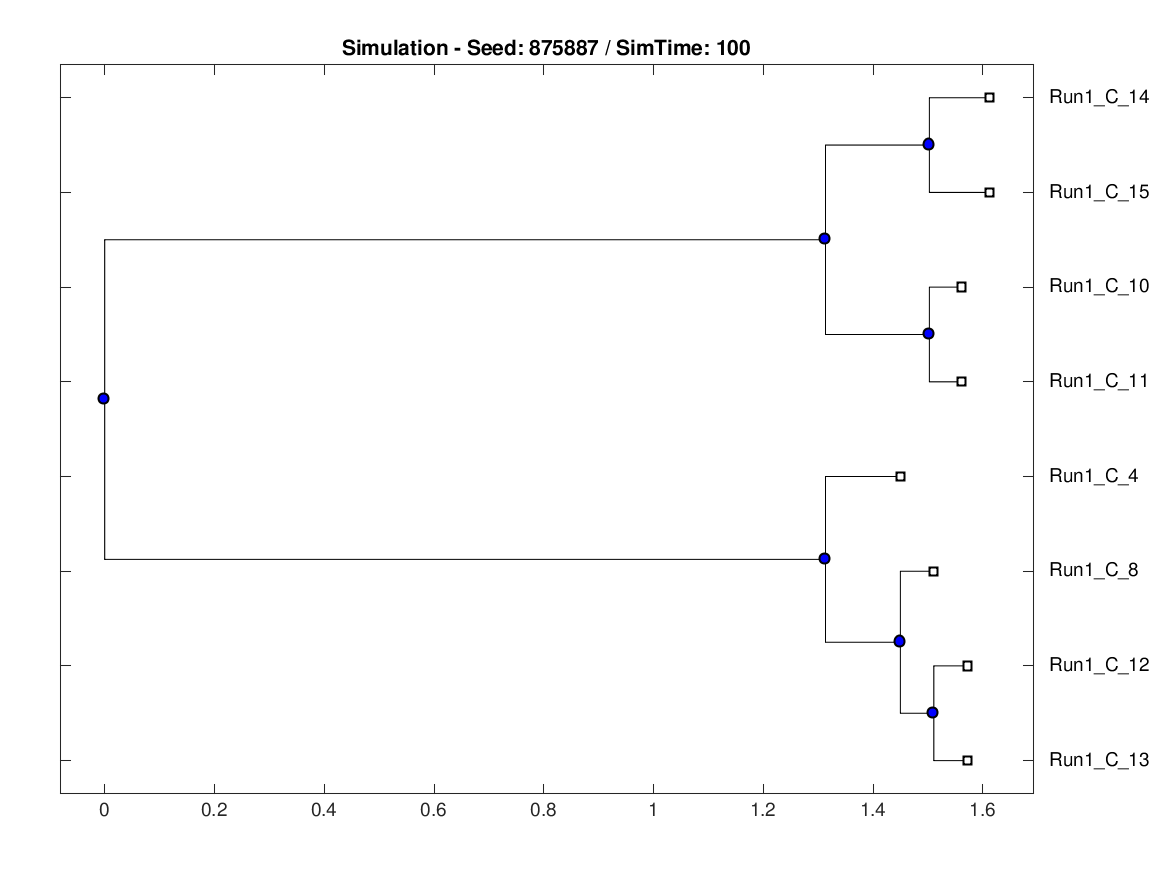 Simulation - Seed: 875887 / SimTime: 100
Run1_C_14
Run1_C_15
Run1_C_10
Run1_C_11
Run1_C_4
Run1_C_8
Run1_C_12
Run1_C_13
0 0.2 0.4 0.6 0.8 1 1.2 1.4 1.6